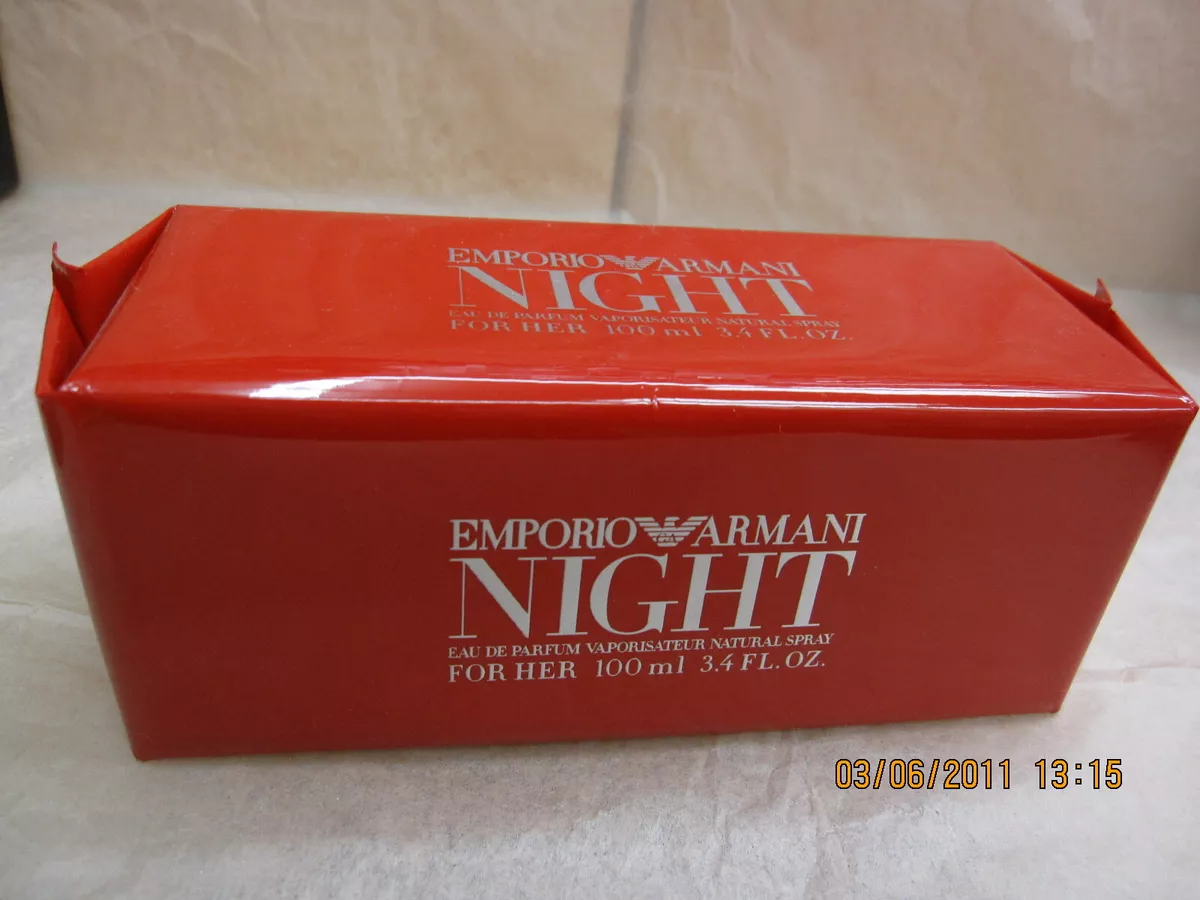 EMPORIO ARMANI
NIGHT
EAU DE PARFUM VAPORISATEUR NATURAL SPRAY
FOR HER 100 ml 3.4 FL. OZ.
EMPORIO ARMANI
NIGHT
EAU DE PARFUM VAPORISATEUR NATURAL SPRAY
FOR HER 100 ml 3.4 FL. OZ.
03/06/2011 13:15